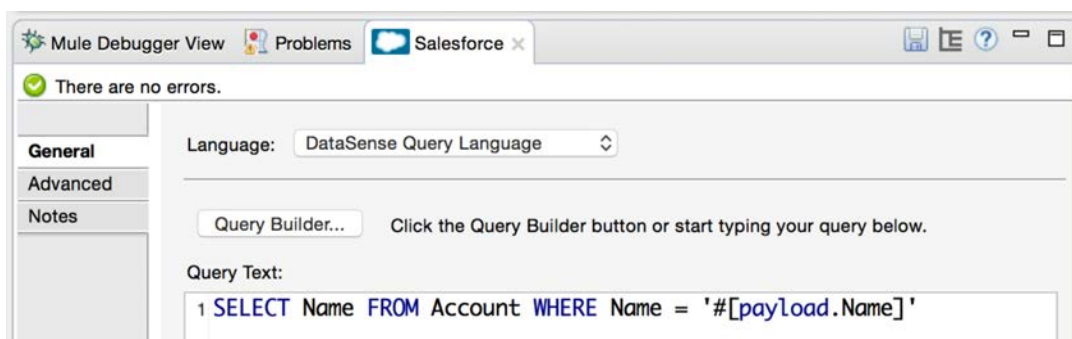 Mule Debugger View Problems Salesforce
There are no errors.
General
Advanced
Notes
Language: DataSense Query Language
Query Builder... Click the Query Builder button or start typing your query below.
Query Text:
1 SELECT Name FROM Account WHERE Name = '#[payload.Name]'